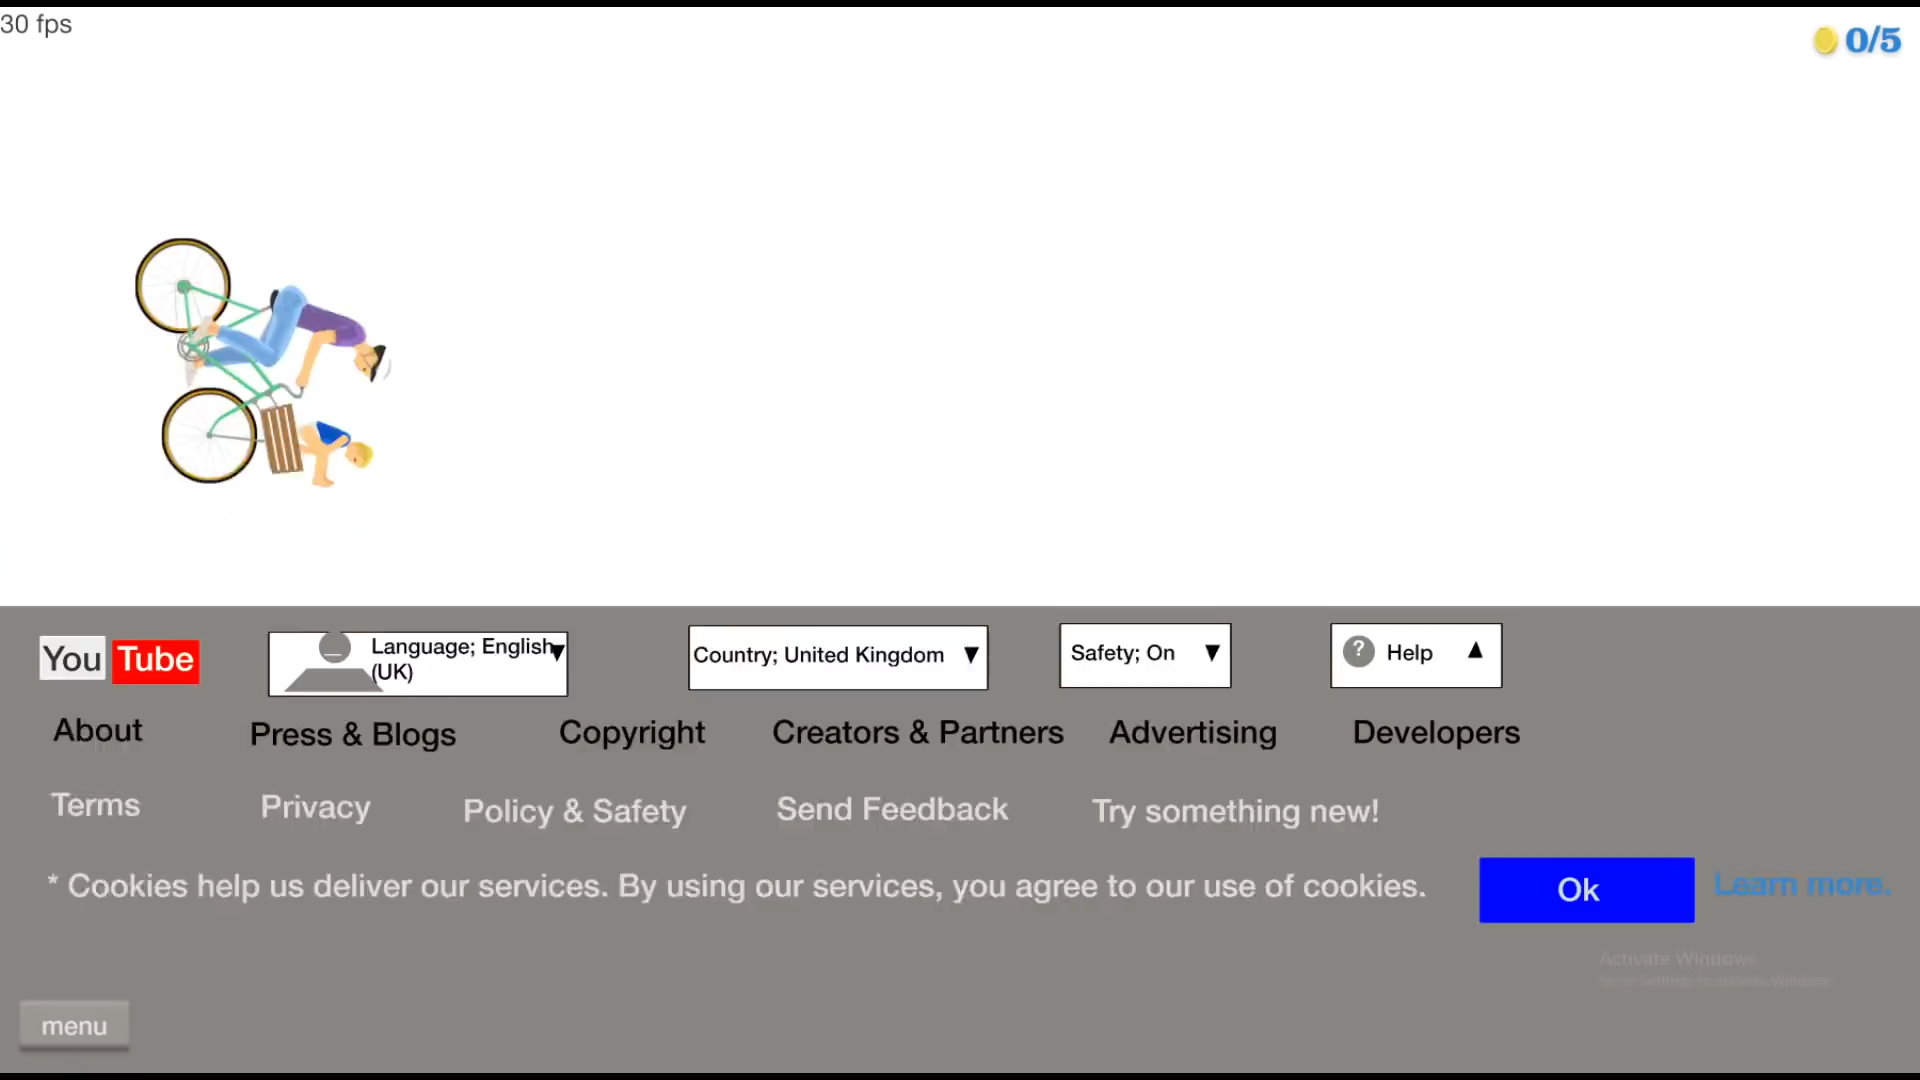 30 fps
0/5
You Tube
Language; English (UK)
Country; United Kingdom
Safety; On
? Help
About
Press & Blogs
Copyright
Creators & Partners
Advertising
Developers
Terms
Privacy
Policy & Safety
Send Feedback
Try something new!
* Cookies help us deliver our services. By using our services, you agree to our use of cookies.
Ok
Learn more.
Activate Windows
menu